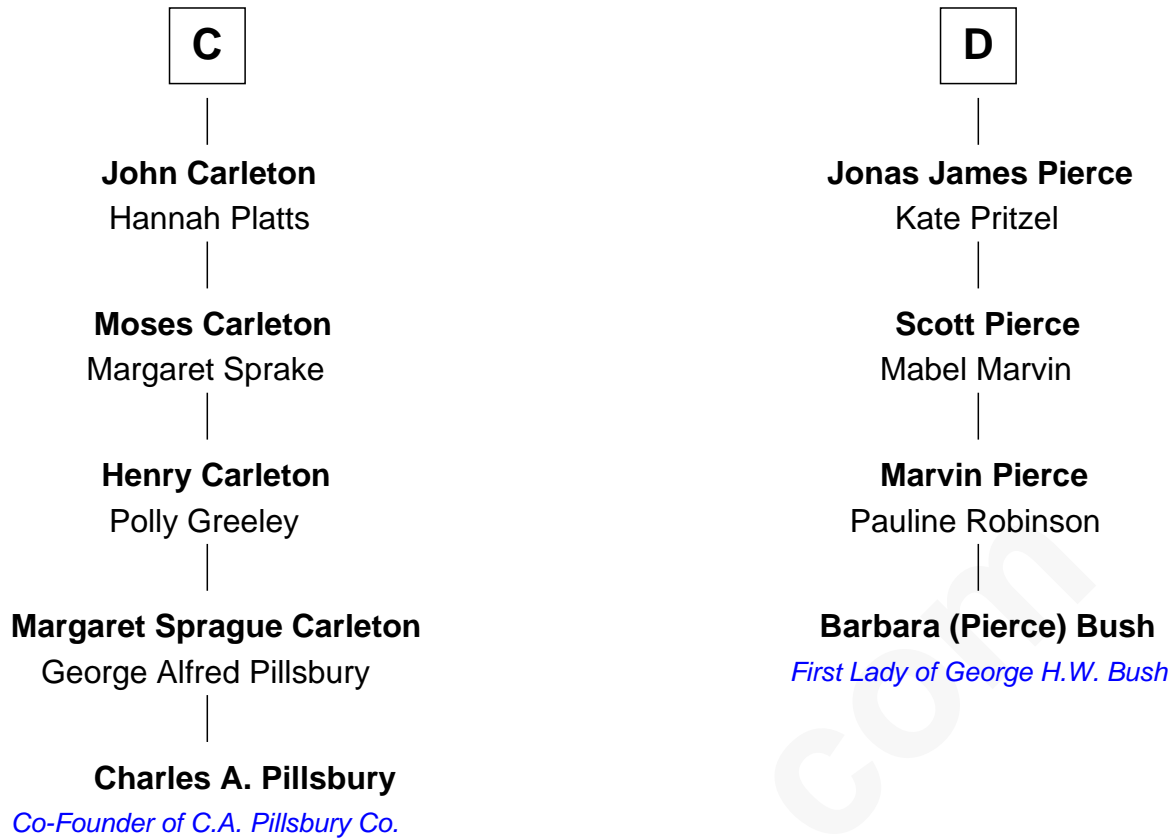 C
John Carleton
Hannah Platts
Moses Carleton
Margaret Sprake
Henry Carleton
Polly Greeley
Margaret Sprague Carleton
George Alfred Pillsbury
Charles A. Pillsbury
Co-Founder of C.A. Pillsbury Co.
D
Jonas James Pierce
Kate Pritzel
Scott Pierce
Mabel Marvin
Marvin Pierce
Pauline Robinson
Barbara (Pierce) Bush
First Lady of George H.W. Bush
com